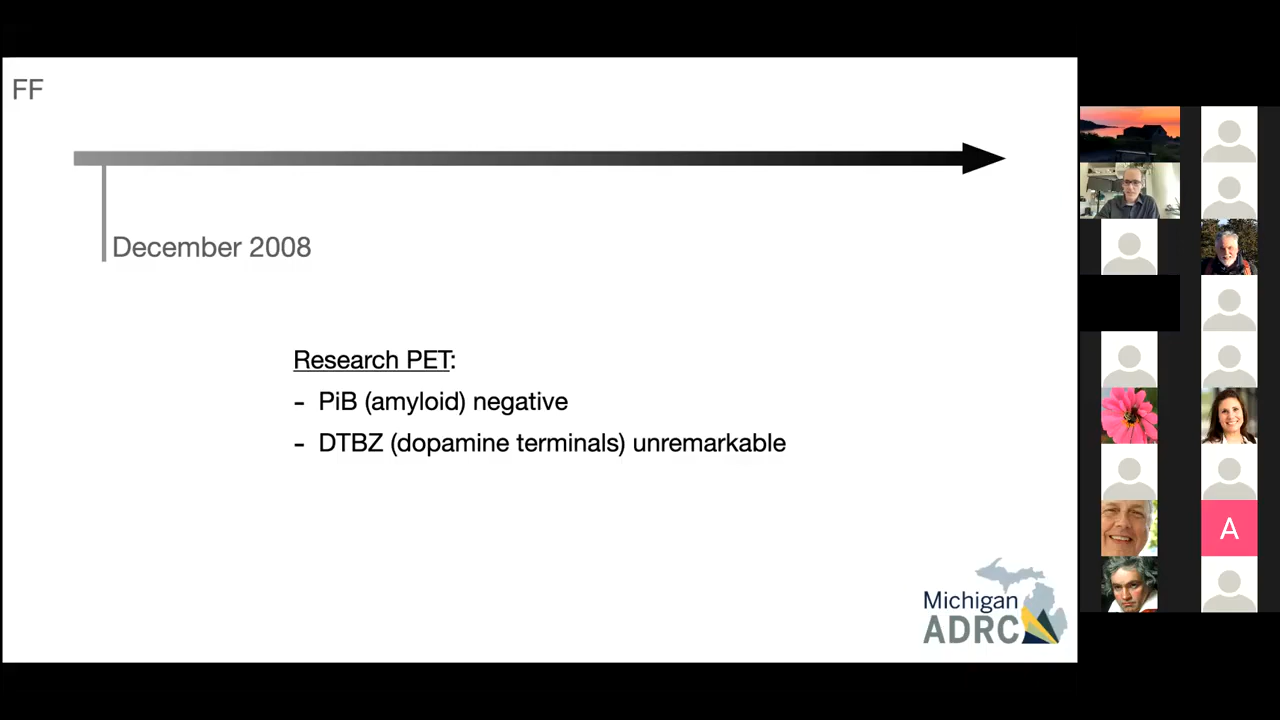 FF
December 2008
Research PET:
- PiB (amyloid) negative
- DTBZ (dopamine terminals) unremarkable
Michigan
ADRC
A